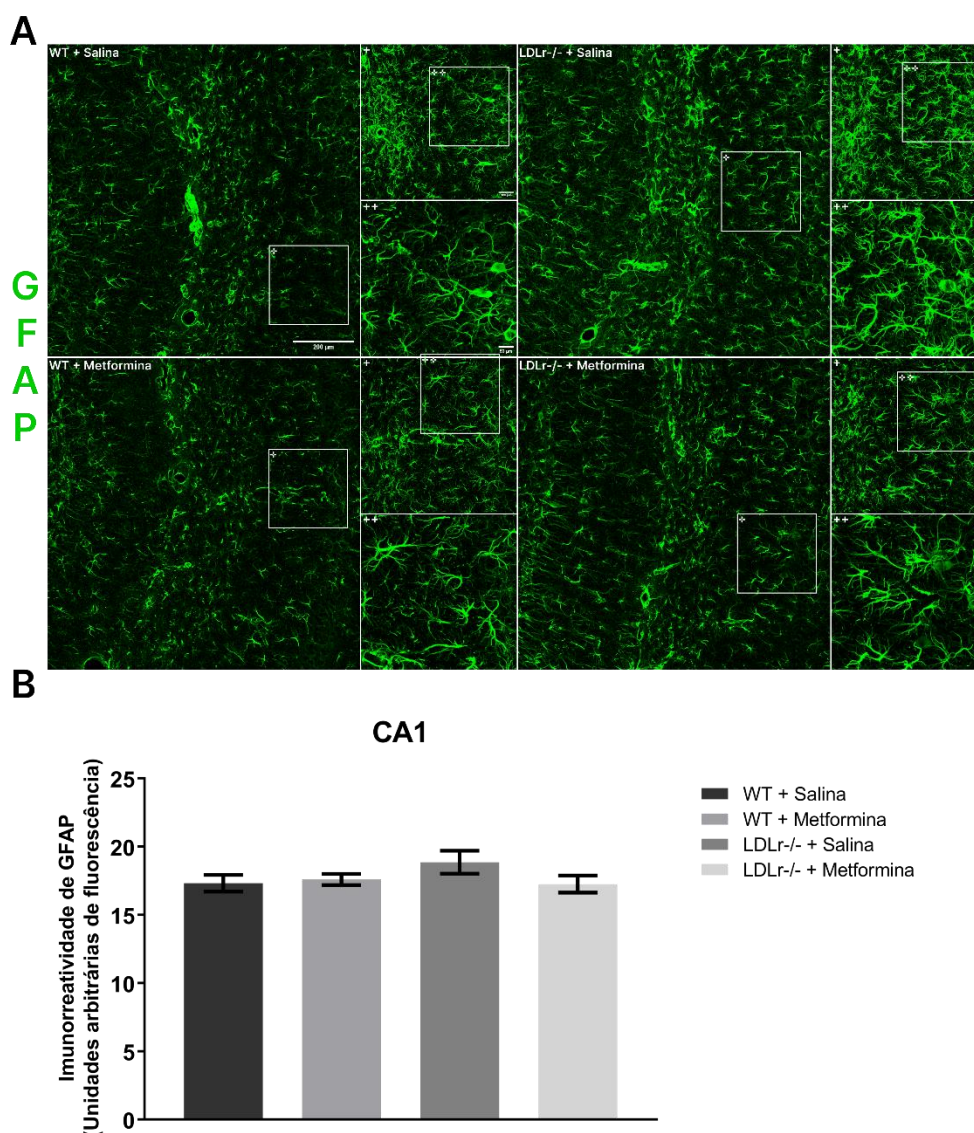 A
WT + Salina
+
++
LDLr-/- + Salina
+
++
++
++
+
+
200 µm
G
F
A
P
WT + Metformina
+
++
LDLr-/- + Metformina
+
++
+
++
++
+
B
CA1
Imunorreatividade de GFAP
(Unidades arbitrárias de fluorescência)
25
20
15
10
5
0
WT + Salina
WT + Metformina
LDLr-/- + Salina
LDLr-/- + Metformina